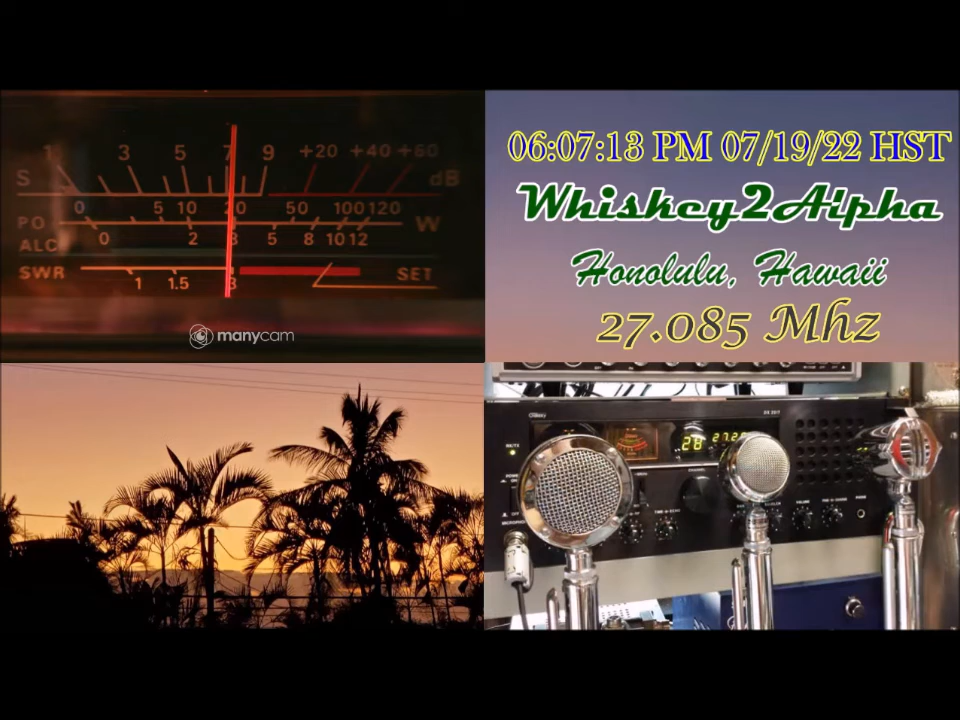 1 3 5 7 9 +20 +40 +60
S dB
0 5 10 20 50 100 120
PO W
ALC 0 2 3 5 8 10 12
SWR SET
1 1.5 3
manycam
06:07:13 PM 07/19/22 HST
Whiskey2Alpha
Honolulu, Hawaii
27.085 Mhz
Galaxy
28